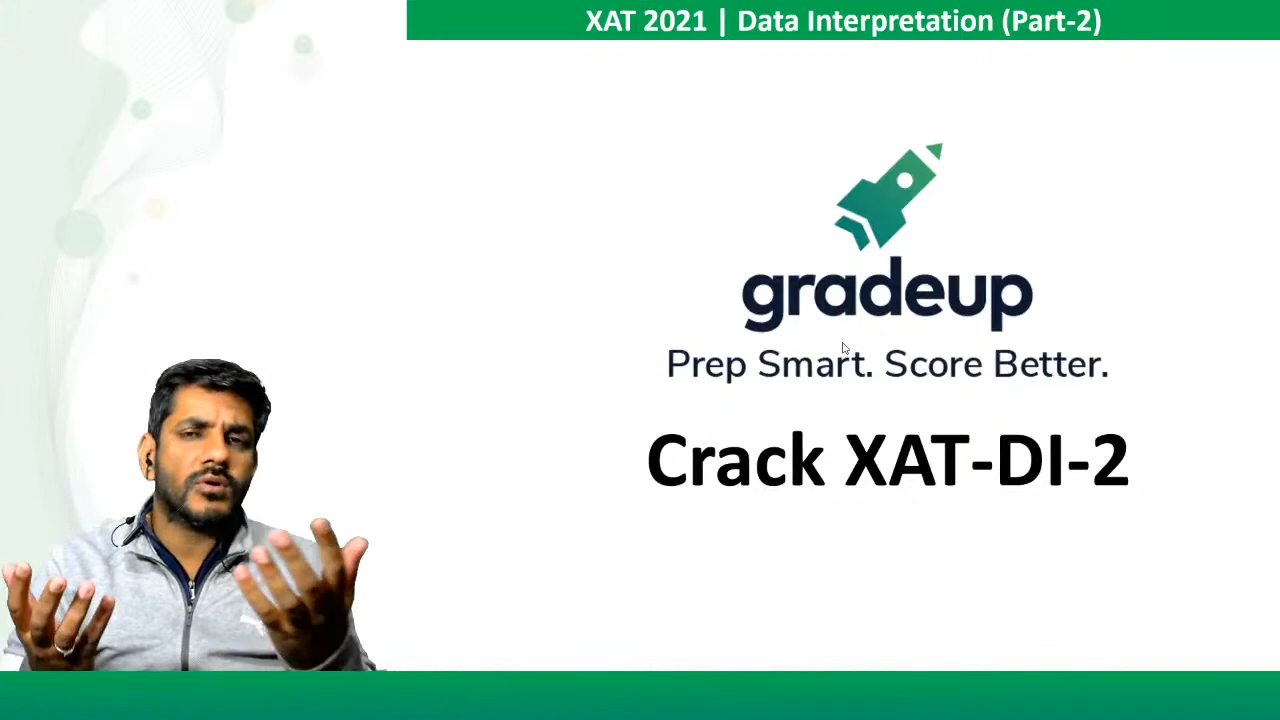 XAT 2021 | Data Interpretation (Part-2)
gradeup
Prep Smart. Score Better.
Crack XAT-DI-2